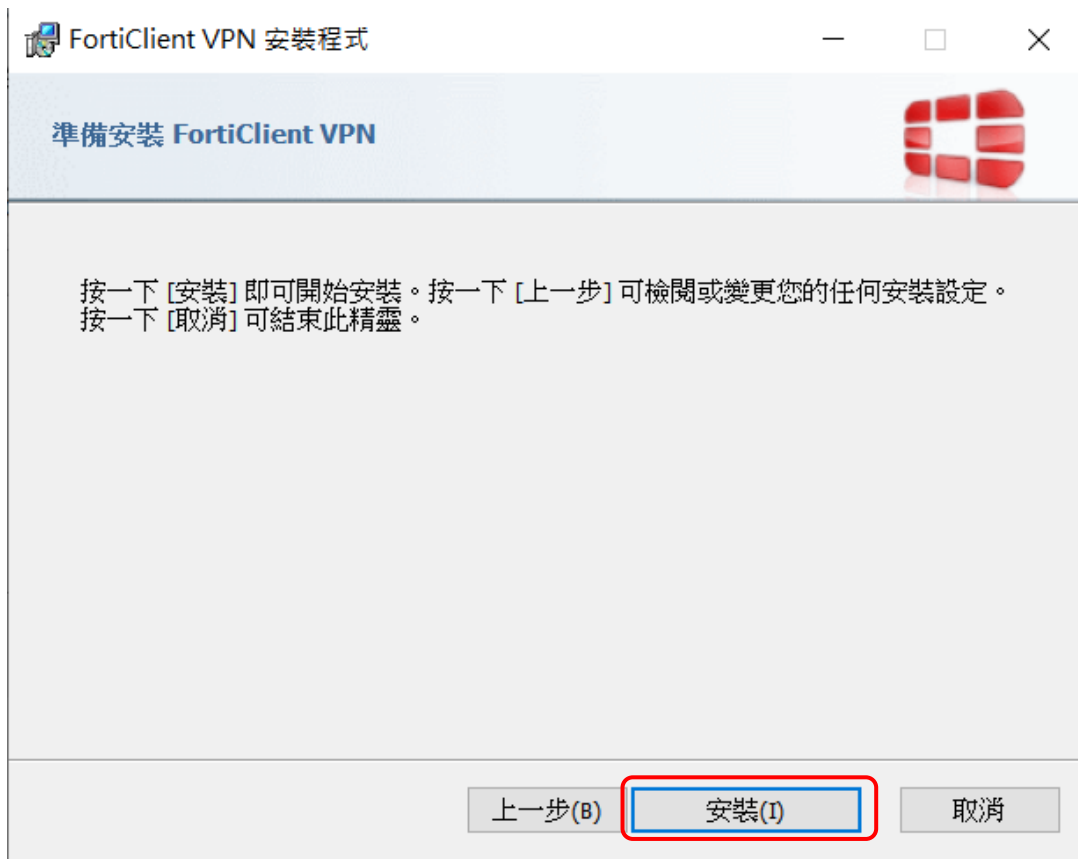 FortiClient VPN 安裝程式
準備安裝 FortiClient VPN
按一下 [安裝] 即可開始安裝。按一下 [上一步] 可檢閱或變更您的任何安裝設定。
按一下 [取消] 可結束此精靈。
上一步(B) 安裝(I) 取消